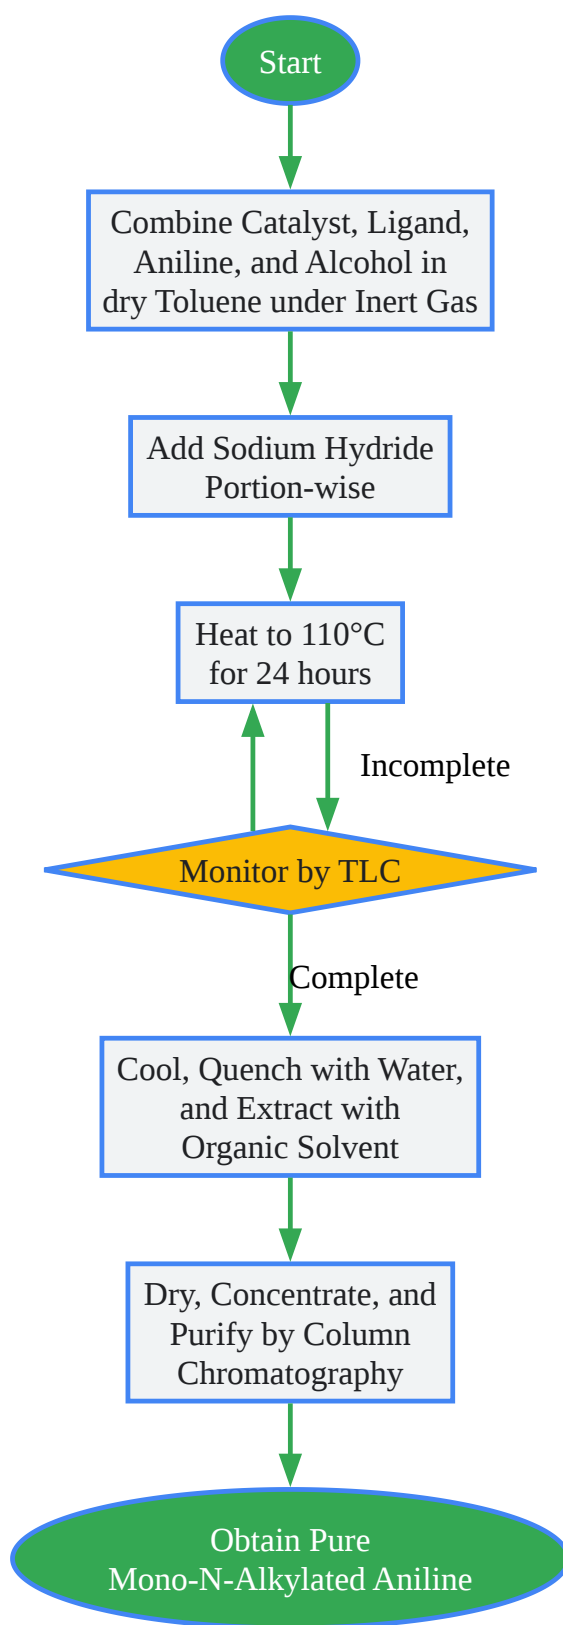 Start
Combine Catalyst, Ligand,
Aniline, and Alcohol in
dry Toluene under Inert Gas
Add Sodium Hydride
Portion-wise
Heat to 110°C
for 24 hours
Incomplete
Monitor by TLC
Complete
Cool, Quench with Water,
and Extract with
Organic Solvent
Dry, Concentrate, and
Purify by Column
Chromatography
Obtain Pure
Mono-N-Alkylated Aniline